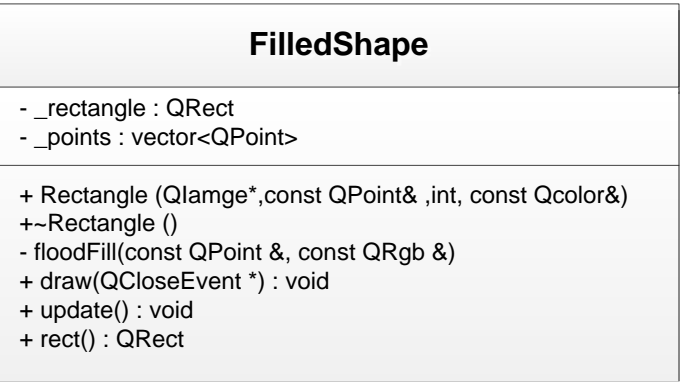 FilledShape
- _rectangle : QRect
- _points : vector<QPoint>
+ Rectangle (QIamge*,const QPoint& ,int, const Qcolor&)
+~Rectangle ()
- floodFill(const QPoint &, const QRgb &)
+ draw(QCloseEvent *) : void
+ update() : void
+ rect() : QRect